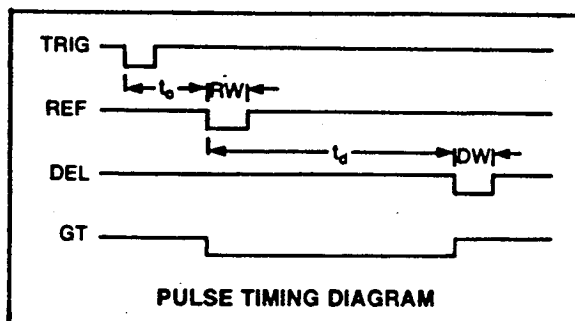 TRIG
t₀ RW
REF
t_d DW
DEL
GT
PULSE TIMING DIAGRAM